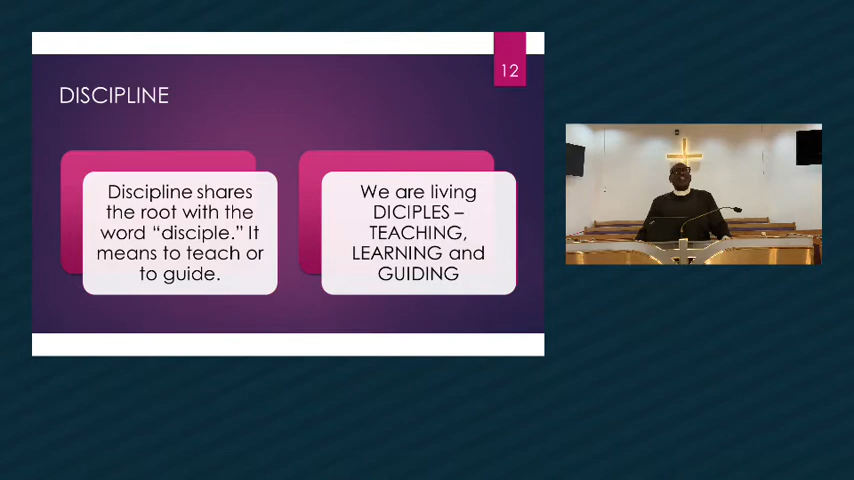 12
DISCIPLINE
Discipline shares
the root with the
word “disciple.” It
means to teach or
to guide.
We are living
DICIPLES –
TEACHING,
LEARNING and
GUIDING